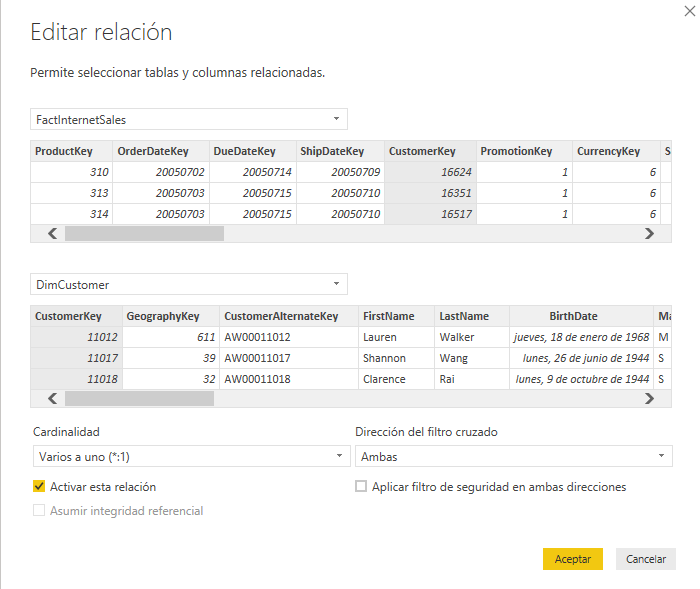 Editar relación
Permite seleccionar tablas y columnas relacionadas.
FactInternetSales
ProductKey OrderDateKey DueDateKey ShipDateKey CustomerKey PromotionKey CurrencyKey S
310 20050702 20050714 20050709 16624 1 6
313 20050703 20050715 20050710 16351 1 6
314 20050703 20050715 20050710 16517 1 6
DimCustomer
CustomerKey GeographyKey CustomerAlternateKey FirstName LastName BirthDate Ma
11012 611 AW00011012 Lauren Walker jueves, 18 de enero de 1968 M
11017 39 AW00011017 Shannon Wang lunes, 26 de junio de 1944 S
11018 32 AW00011018 Clarence Rai lunes, 9 de octubre de 1944 S
Cardinalidad Dirección del filtro cruzado
Varios a uno (*:1) Ambas
Activar esta relación Aplicar filtro de seguridad en ambas direcciones
Asumir integridad referencial
Aceptar Cancelar